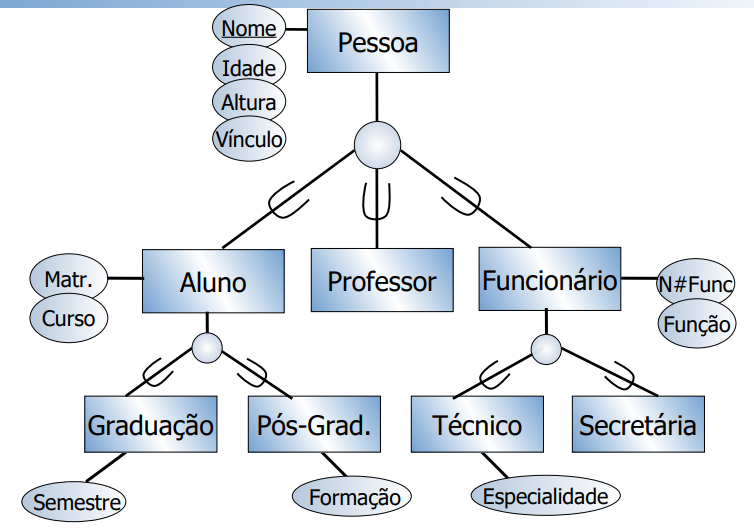 Nome
Pessoa
Idade
Altura
Vínculo
Matr.
Curso
Aluno
Professor
Funcionário
N#Func
Função
Graduação
Pós-Grad.
Técnico
Secretária
Semestre
Formação
Especialidade